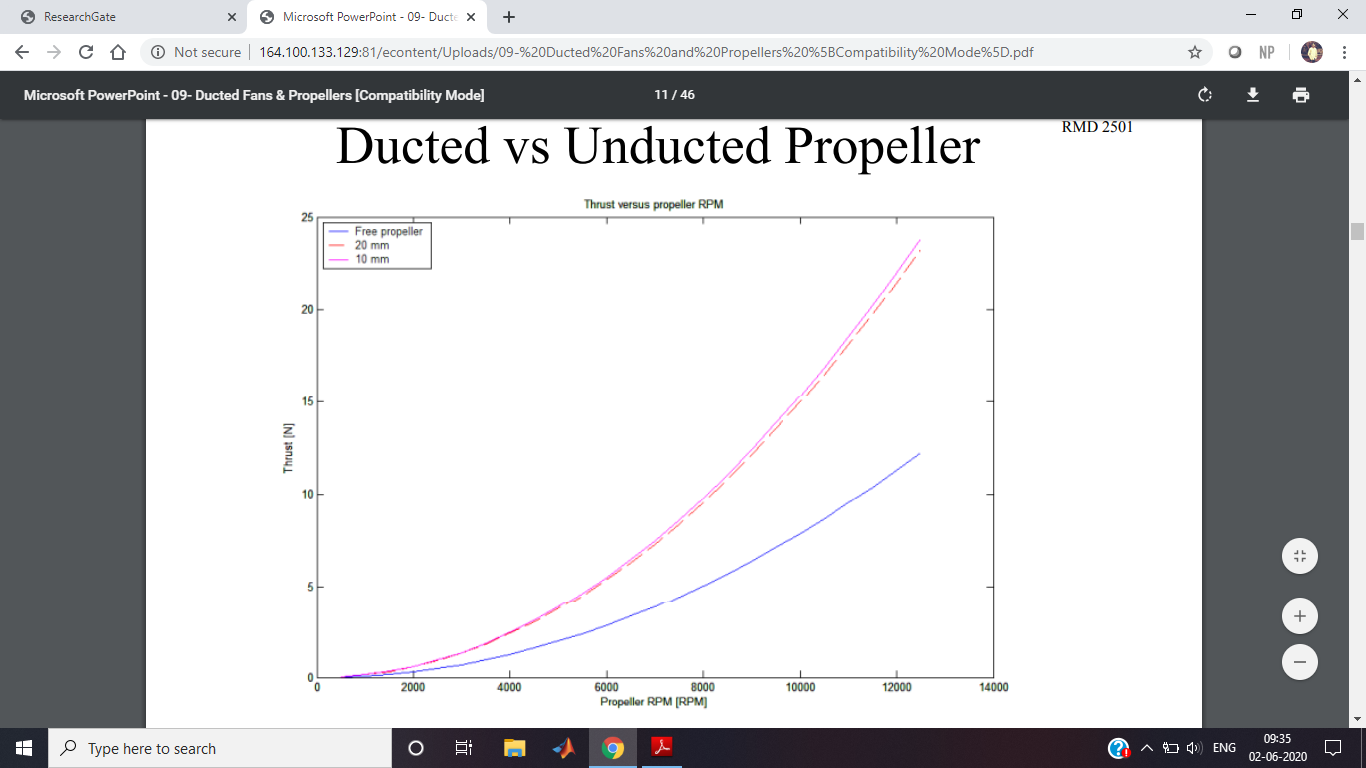 ResearchGate
Microsoft PowerPoint - 09- Ducte
Not secure
164.100.133.129:81/econtent/Uploads/09-%20Ducted%20Fans%20and%20Propellers%20%5BCompatibility%20Mode%5D.pdf
NP
Microsoft PowerPoint - 09- Ducted Fans & Propellers [Compatibility Mode]
11 / 46
RMD 2501
Ducted vs Unducted Propeller
Thrust versus propeller RPM
Free propeller
20 mm
10 mm
25
20
15
10
5
0
Thrust [N]
0 2000 4000 6000 8000 10000 12000 14000
Propeller RPM [RPM]
Type here to search
ENG
09:35
02-06-2020